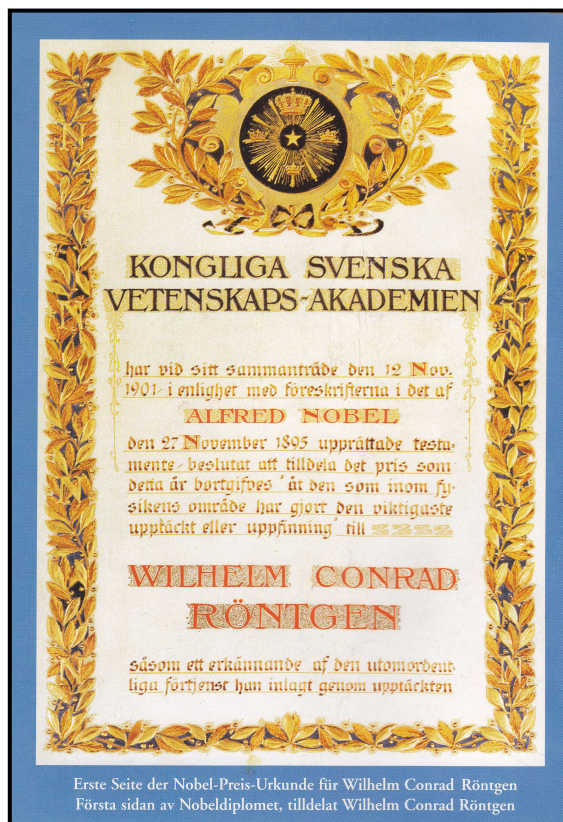 KONGLIGA SVENSKA
VETENSKAPS-AKADEMIEN
har vid sitt sammanträde den 12 Nov.
1901, i enlighet med föreskrifterna i det af
ALFRED NOBEL
den 27 November 1895 upprättade testa-
mente, beslutat att tilldela det pris som
detta år bortgifves "åt den som inom fy-
sikens område har gjort den viktigaste
upptäckt eller uppfinning" till
WILHELM CONRAD
RÖNTGEN
såsom ett erkännande af den utomordent-
liga förtjenst han inlagt genom upptäckten
Erste Seite der Nobel-Preis-Urkunde für Wilhelm Conrad Röntgen
Första sidan av Nobeldiplomet, tilldelat Wilhelm Conrad Röntgen